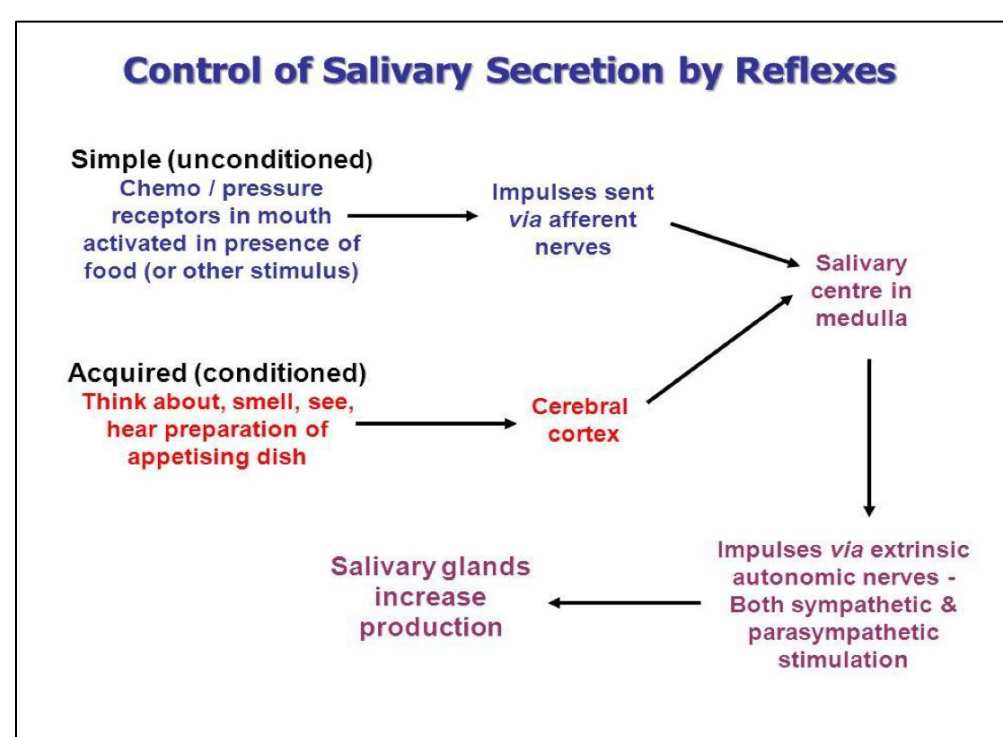 Control of Salivary Secretion by Reflexes
Simple (unconditioned)
Chemo / pressure
receptors in mouth
activated in presence of
food (or other stimulus)
Impulses sent
via afferent
nerves
Salivary
centre in
medulla
Acquired (conditioned)
Think about, smell, see,
hear preparation of
appetising dish
Cerebral
cortex
Impulses via extrinsic
autonomic nerves -
Both sympathetic &
parasympathetic
stimulation
Salivary glands
increase
production